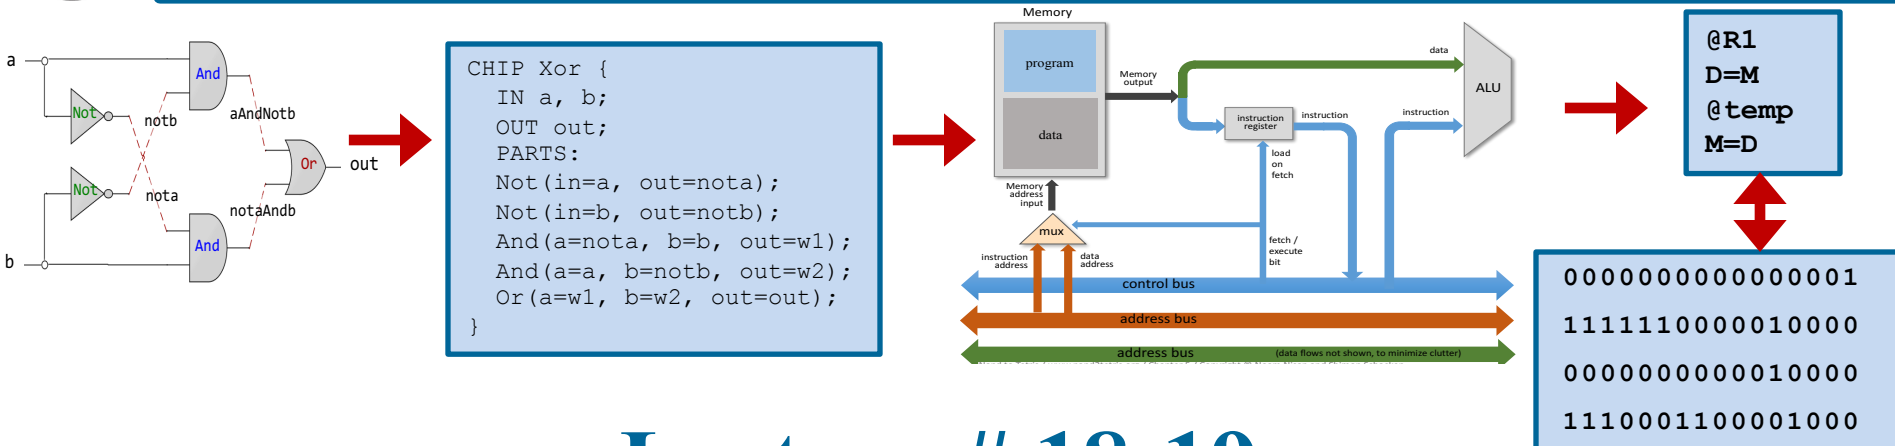 a
b
Not
Not
notb
nota
And
And
aAndNotb
notaAndb
Or
out
CHIP Xor {
IN a, b;
OUT out;
PARTS:
Not(in=a, out=nota);
Not(in=b, out=notb);
And(a=nota, b=b, out=w1);
And(a=a, b=notb, out=w2);
Or(a=w1, b=w2, out=out);
}
Memory
program
data
Memory
output
data
ALU
instruction
register
instruction
instruction
load
on
fetch
Memory
address
input
mux
fetch /
execute
bit
instruction
address
data
address
control bus
address bus
address bus
(data flows not shown, to minimize clutter)
@R1
D=M
@temp
M=D
0000000000000001
1111110000010000
0000000000010000
1110001100001000